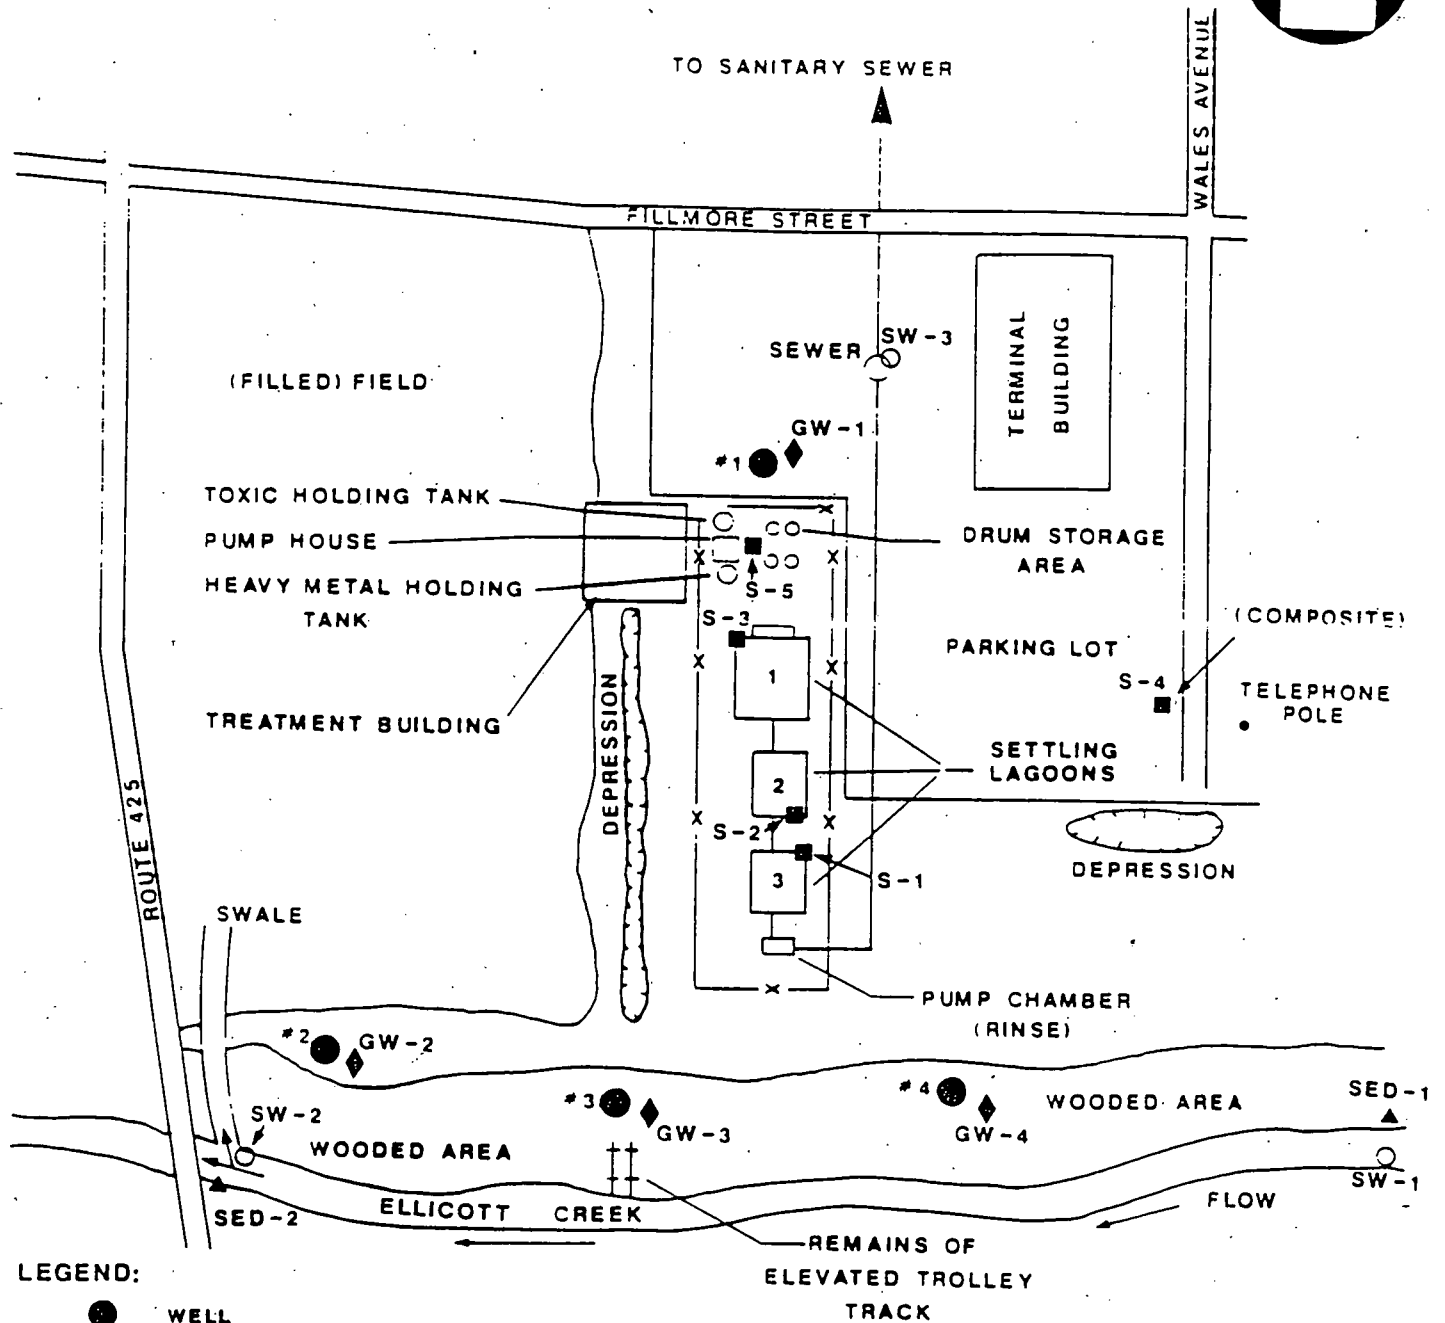 TO SANITARY SEWER
WALES AVENUE
FILLMORE STREET
SW-3
SEWER
TERMINAL
BUILDING
(FILLED) FIELD
GW-1
#1
TOXIC HOLDING TANK
PUMP HOUSE
DRUM STORAGE
AREA
HEAVY METAL HOLDING
TANK
S-5
S-3
(COMPOSITE)
PARKING LOT
1
S-4
TELEPHONE
POLE
TREATMENT BUILDING
DEPRESSION
SETTLING
LAGOONS
2
ROUTE 425
S-2
3
S-1
DEPRESSION
SWALE
PUMP CHAMBER
(RINSE)
#2
GW-2
#3
GW-3
#4
GW-4
WOODED AREA
SED-1
SW-2
WOODED AREA
SW-1
SED-2
ELLICOTT CREEK
FLOW
REMAINS OF
ELEVATED TROLLEY
TRACK
LEGEND:
WELL